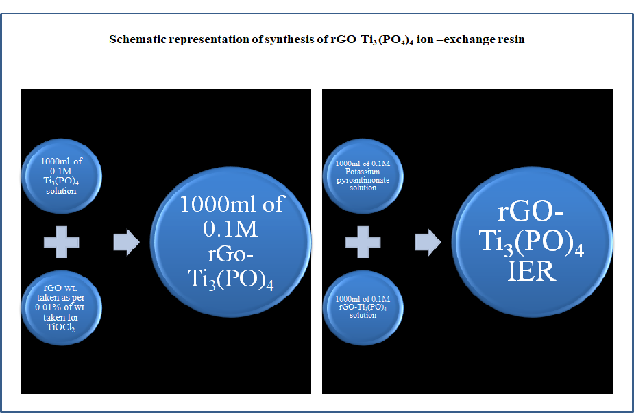 Schematic representation of synthesis of rGO-Ti₃(PO₄)₄ ion –exchange resin
1000ml of
0.1M
Ti₃(PO)₄
solution
rGO wt.
taken as per
0.01% of wt
taken for
TiOCl₂
1000ml of
0.1M
rGo-
Ti₃(PO)₄
1000ml of 0.1M
Potassium
pyroantimonate
solution
1000ml of 0.1M
rGO-Ti₃(PO)₄
solution
rGO-
Ti₃(PO)₄
IER